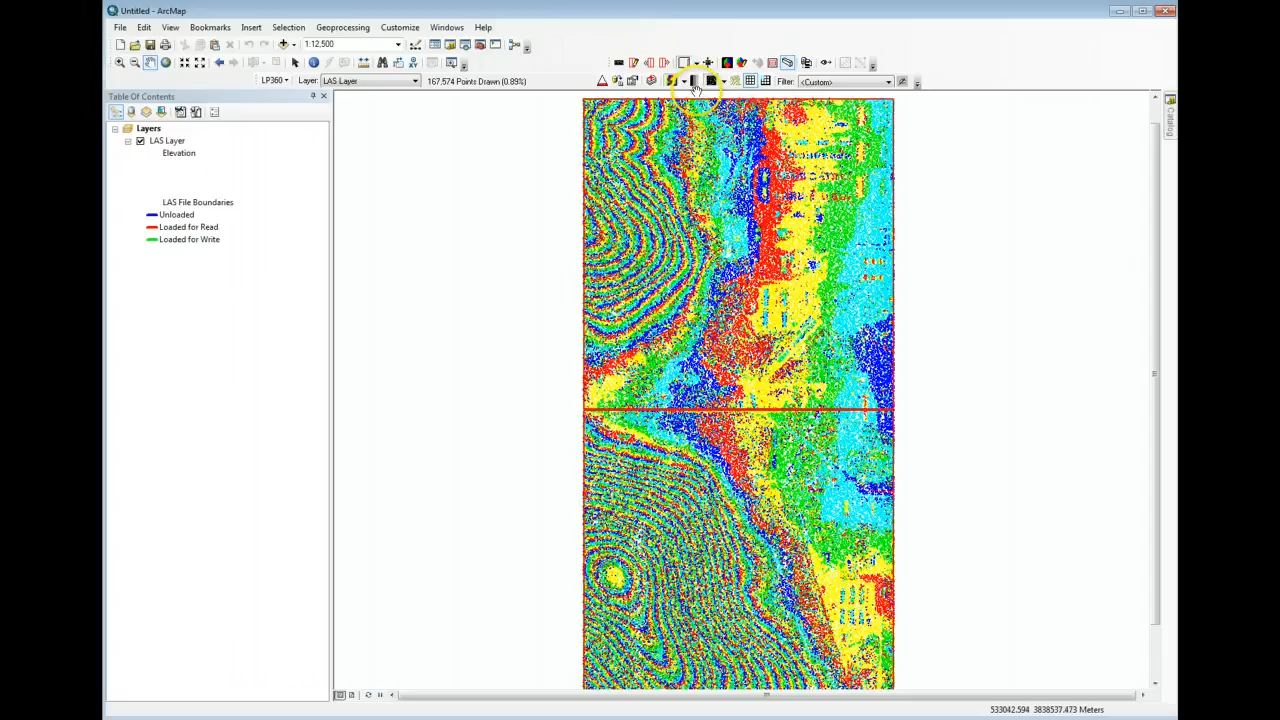 Untitled - ArcMap
File Edit View Bookmarks Insert Selection Geoprocessing Customize Windows Help
1:12,500
LP360 Layer: LAS Layer 167,574 Points Drawn (0.89%) Filter: <Custom>
Table Of Contents
Layers
LAS Layer
Elevation
LAS File Boundaries
Unloaded
Loaded for Read
Loaded for Write
Catalog
533042.594 3838537.473 Meters